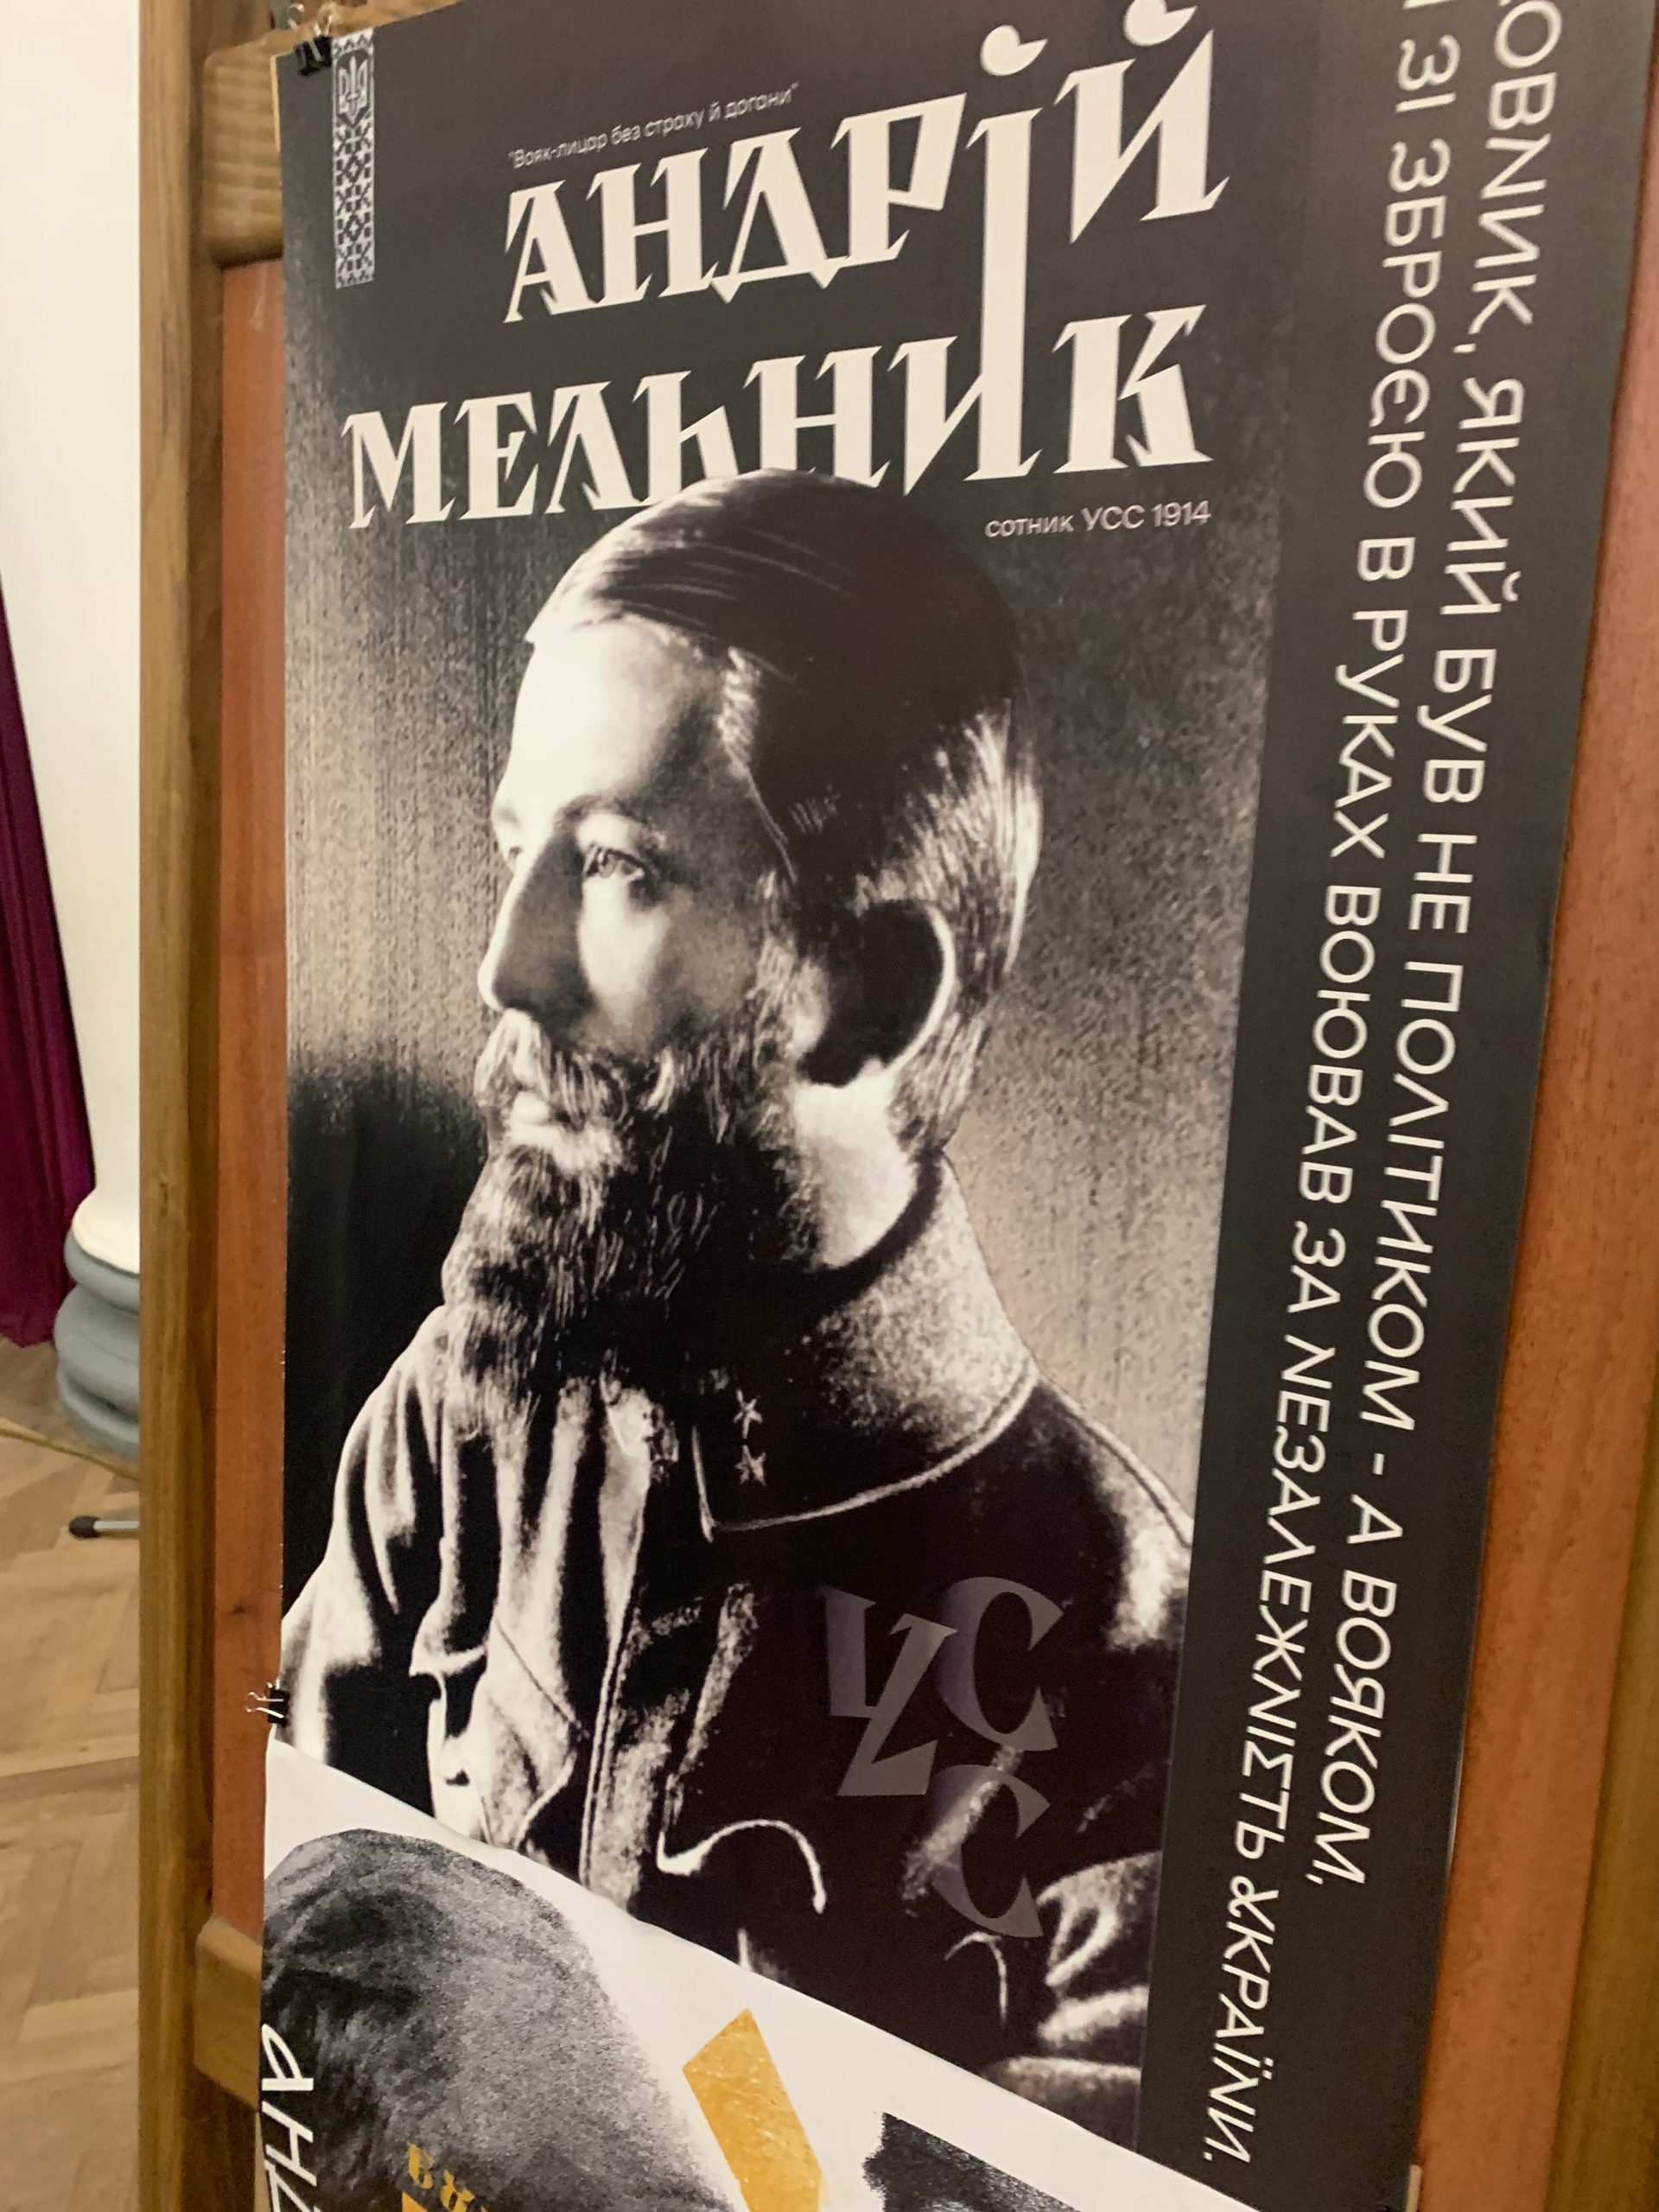 "Вояк-лицар без страху й догани"
АНДРІЙ
МЕЛЬНИК
сотник УСС 1914
УСС
ЯКИЙ БУВ НЕ ПОЛІТИКОМ - А ВОЯКОМ,
ЗІ ЗБРОЄЮ В РУКАХ ВОЮВАВ ЗА НЕЗАЛЕЖНІСТЬ УКРАЇНИ.